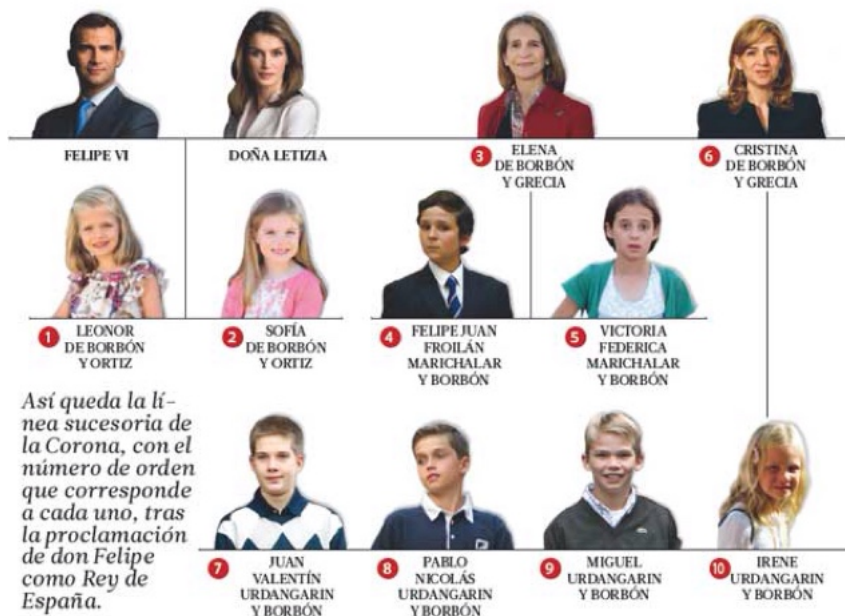 FELIPE VI
DOÑA LETIZIA
3 ELENA
DE BORBÓN
Y GRECIA
6 CRISTINA
DE BORBÓN
Y GRECIA
1 LEONOR
DE BORBÓN
Y ORTIZ
2 SOFÍA
DE BORBÓN
Y ORTIZ
4 FELIPE JUAN
FROILÁN
MARICHALAR
Y BORBÓN
5 VICTORIA
FEDERICA
MARICHALAR
Y BORBÓN
Así queda la lí-
nea sucesoria de
la Corona, con el
número de orden
que corresponde
a cada uno, tras
la proclamación
de don Felipe
como Rey de
España.
7 JUAN
VALENTÍN
URDANGARIN
Y BORBÓN
8 PABLO
NICOLÁS
URDANGARIN
Y BORBÓN
9 MIGUEL
URDANGARIN
Y BORBÓN
10 IRENE
URDANGARIN
Y BORBÓN